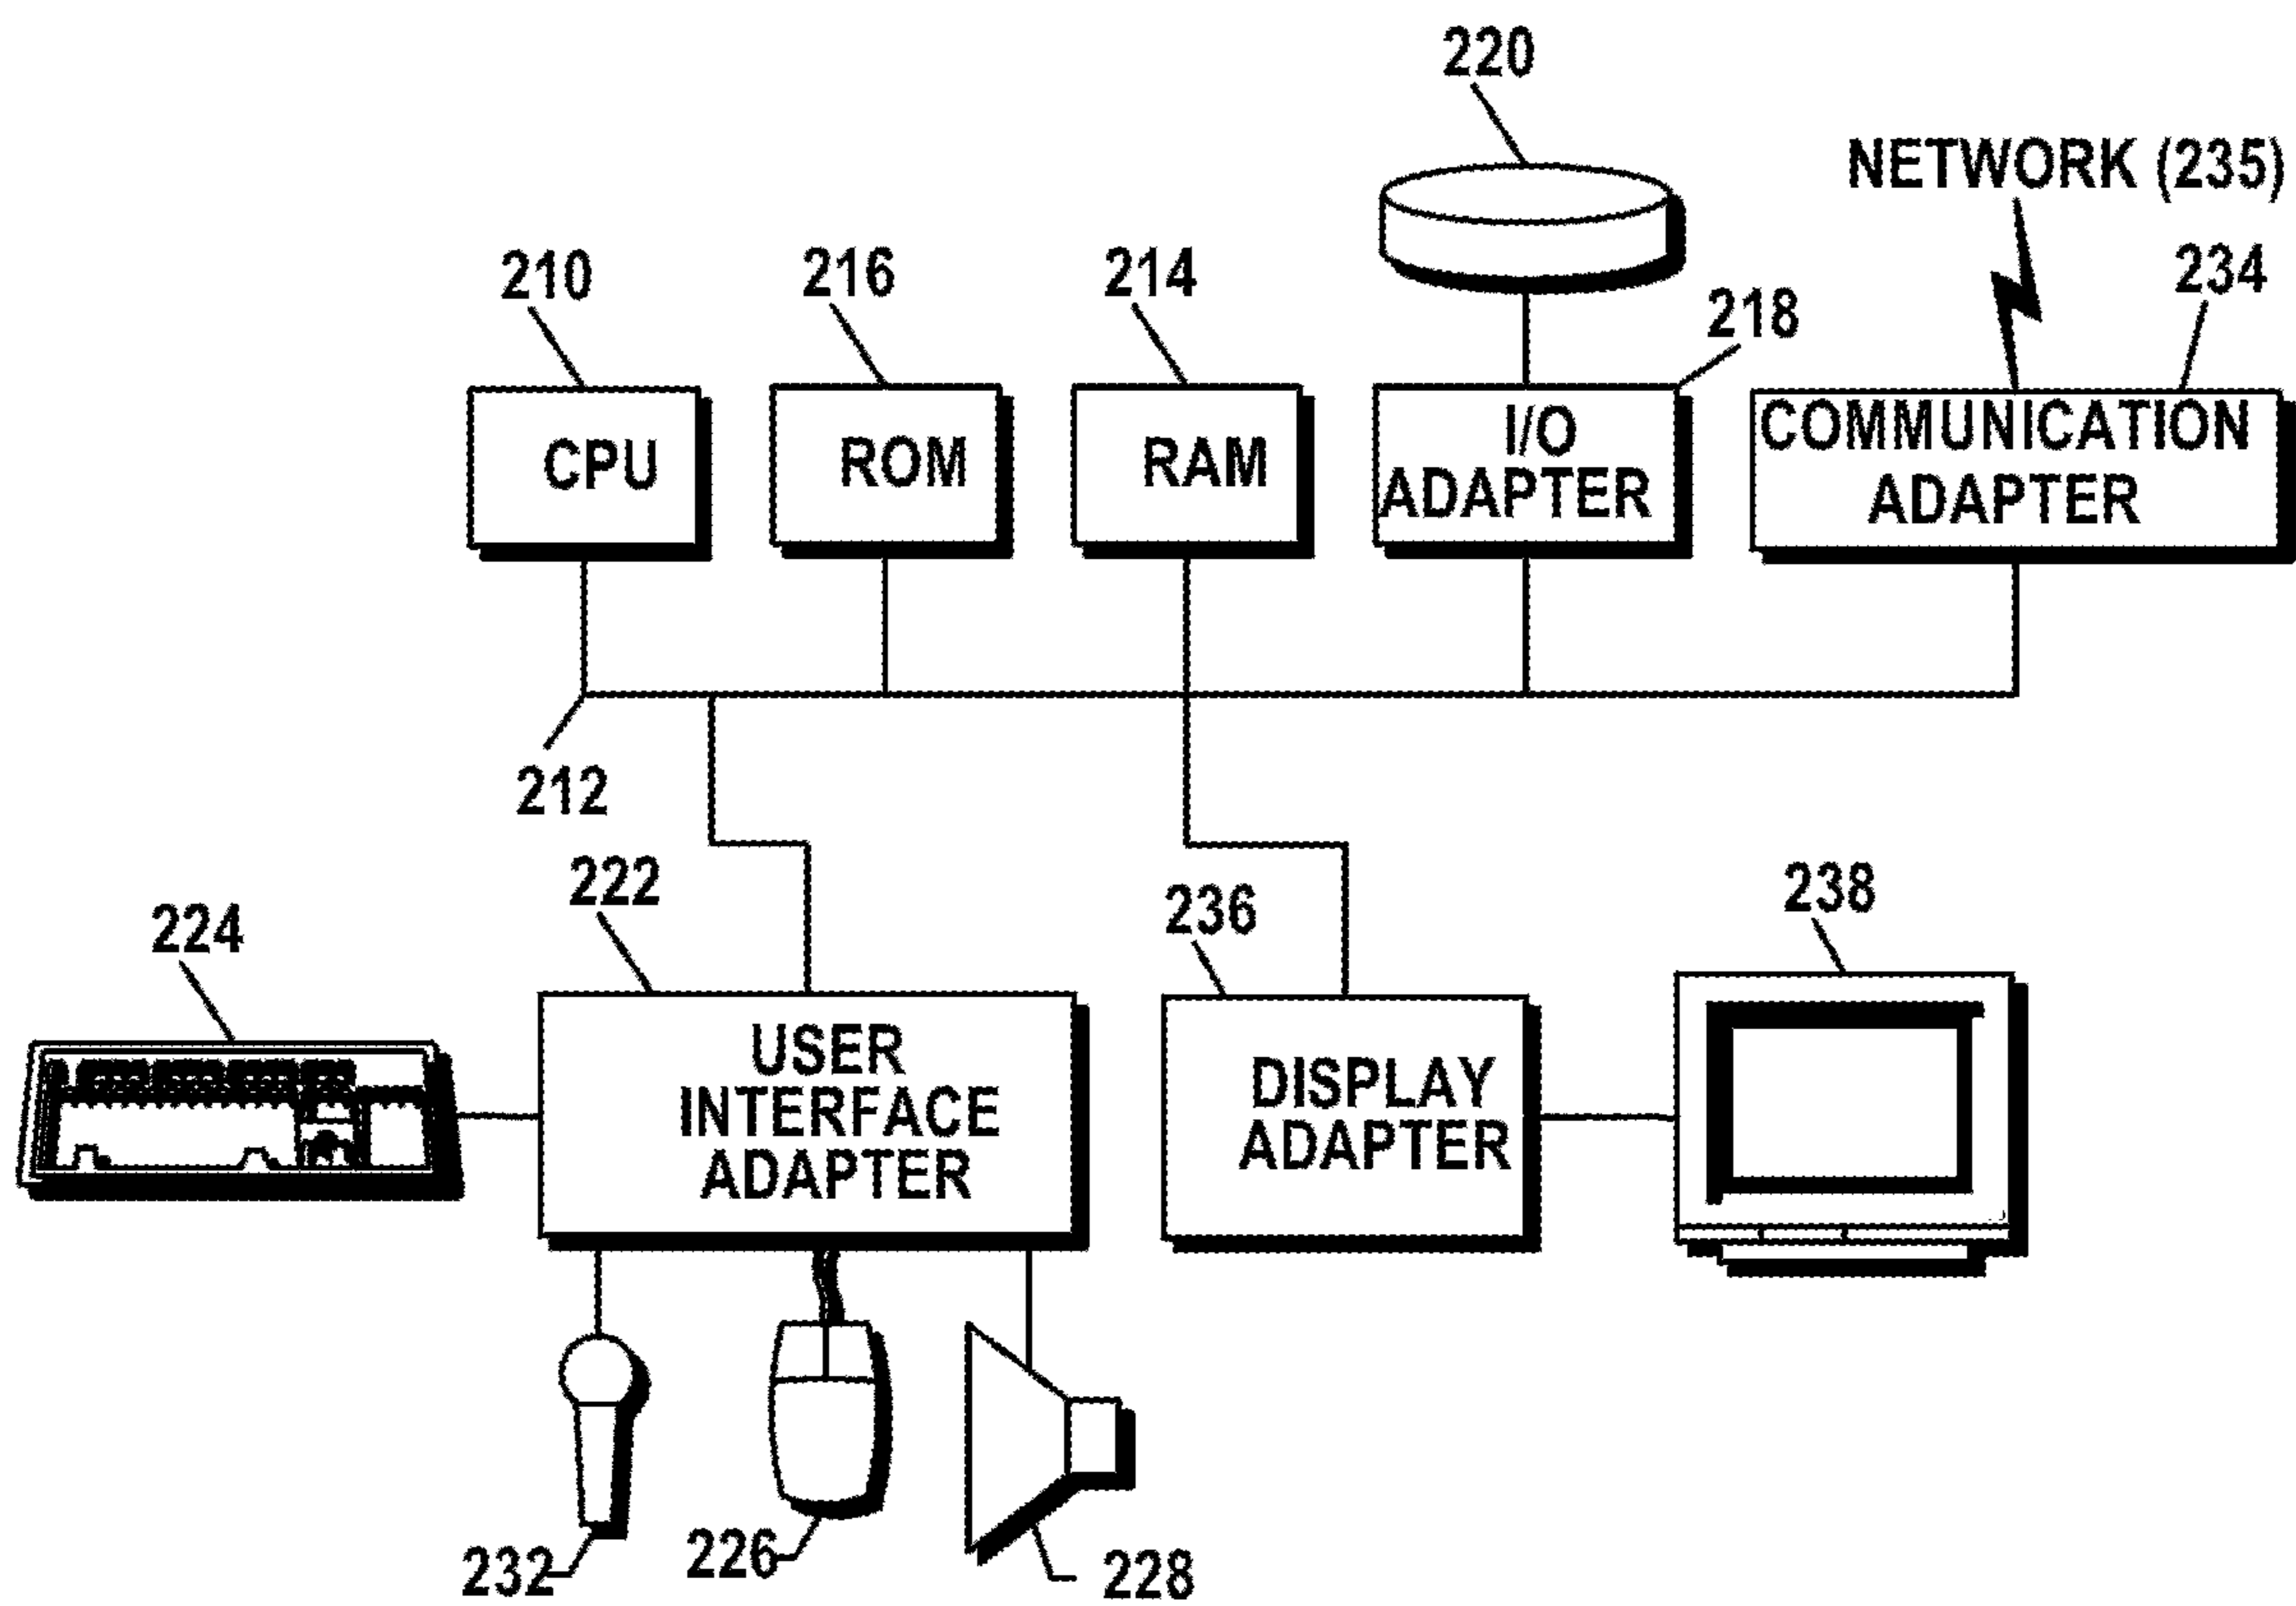 220
NETWORK (235)
210
216
214
234
218
CPU
ROM
RAM
I/O
ADAPTER
COMMUNICATION
ADAPTER
212
222
236
238
224
USER
INTERFACE
ADAPTER
DISPLAY
ADAPTER
232
226
228